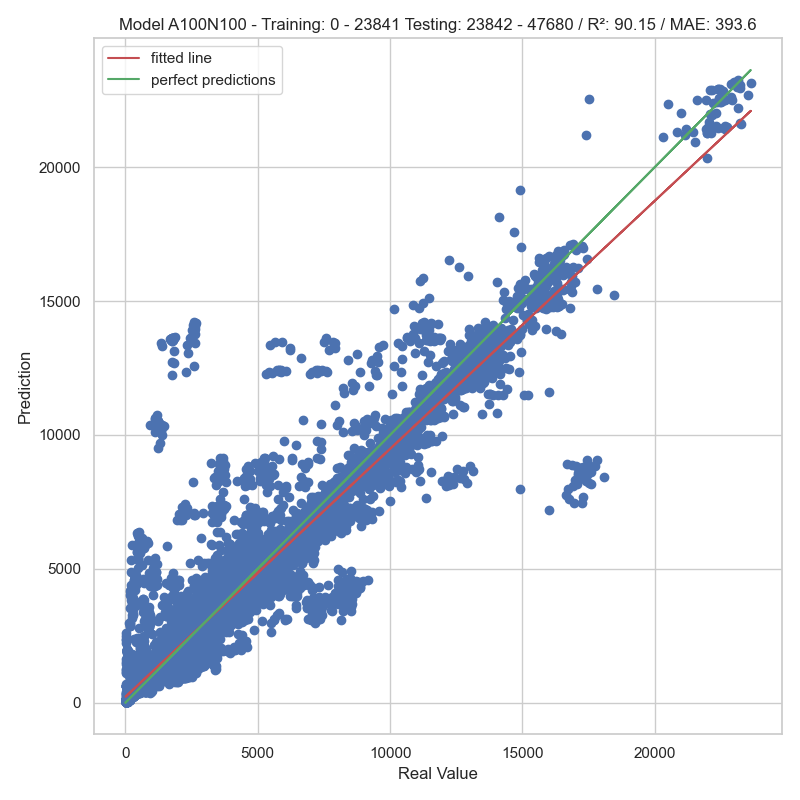 Model A100N100 - Training: 0 - 23841 Testing: 23842 - 47680 / R²: 90.15 / MAE: 393.6
fitted line
perfect predictions
20000
15000
10000
5000
0
Prediction
0 5000 10000 15000 20000
Real Value